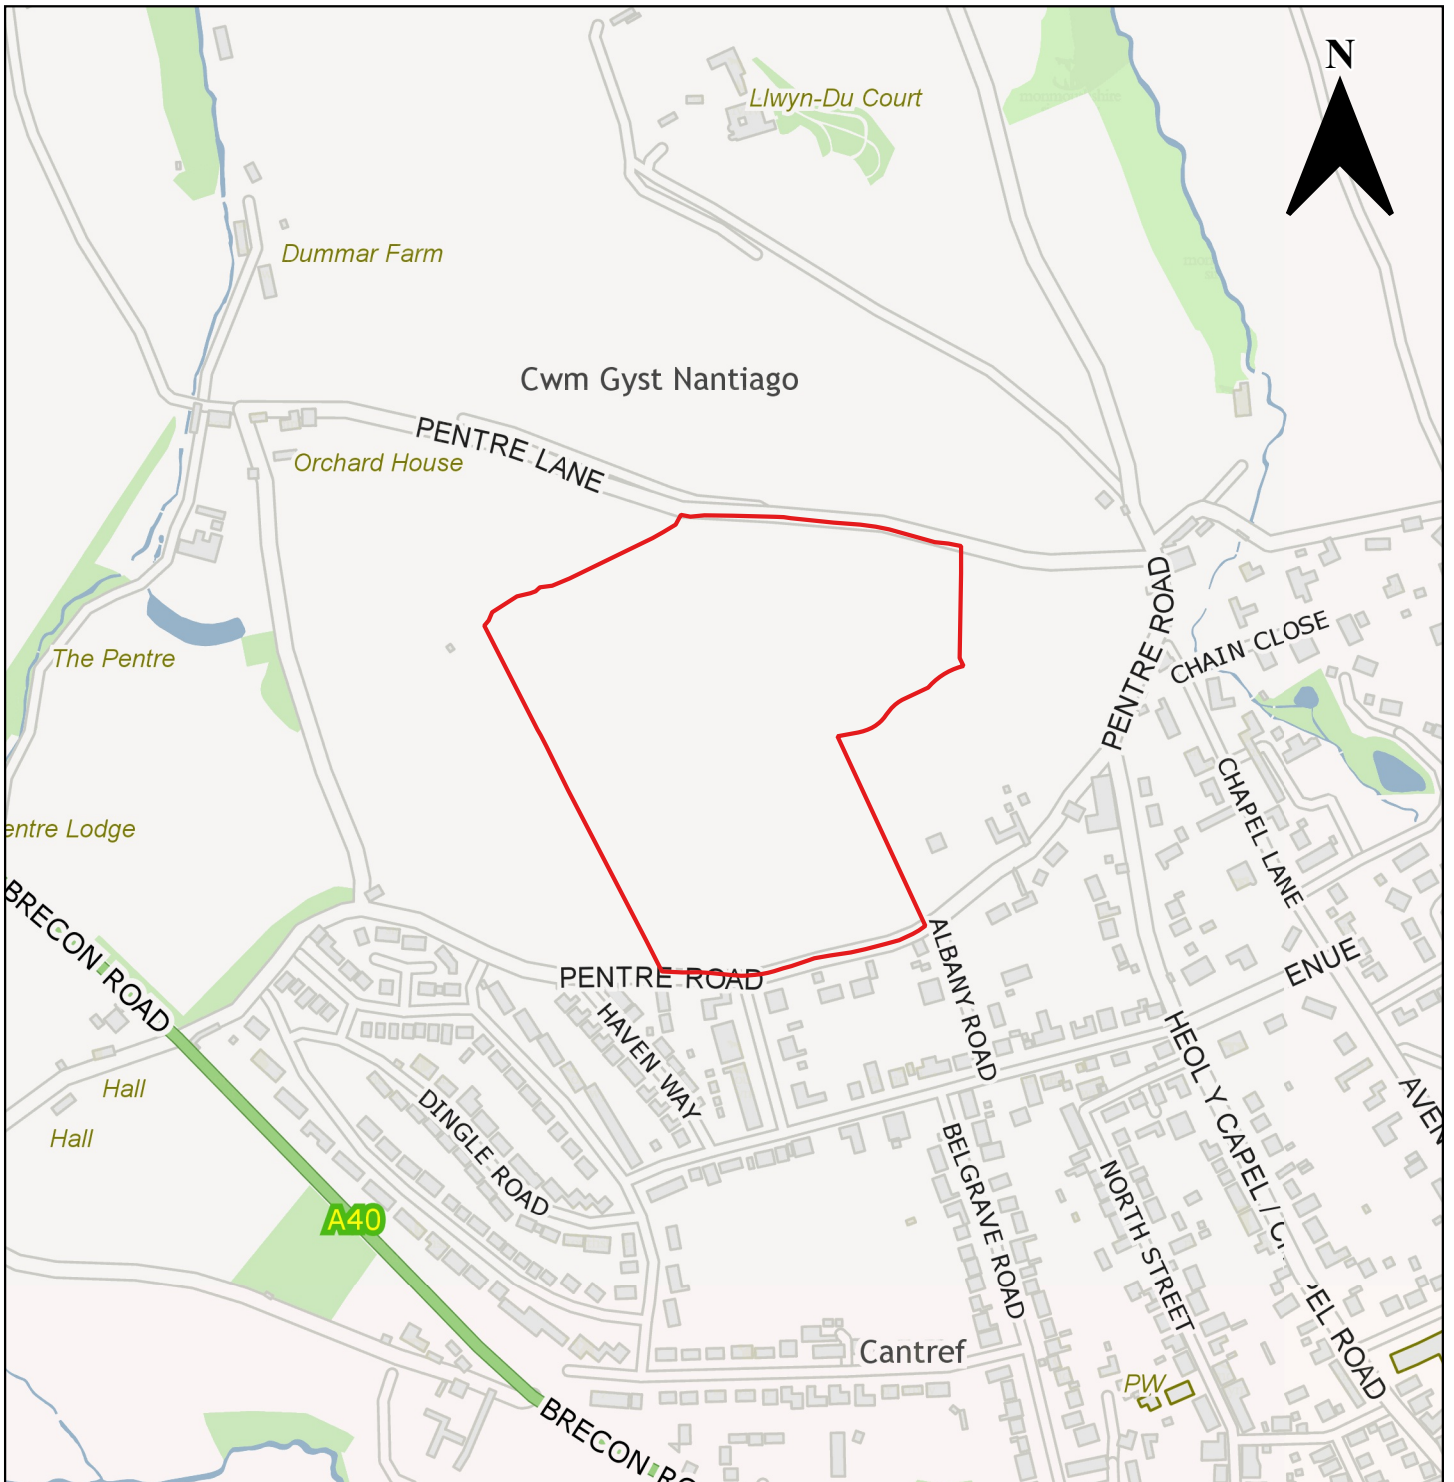 N
Llwyn-Du Court
Dummar Farm
Cwm Gyst Nantiago
PENTRE LANE
Orchard House
PENTRE ROAD
CHAIN CLOSE
The Pentre
CHAPEL LANE
entre Lodge
BRECON ROAD
ALBANY ROAD
ENUE
PENTRE ROAD
HAVEN WAY
HEOL Y CAPEL / C
PEL ROAD
AVEN
Hall
Hall
DINGLE ROAD
BELGRAVE ROAD
NORTH STREET
A40
Cantref
PW
BRECON RO